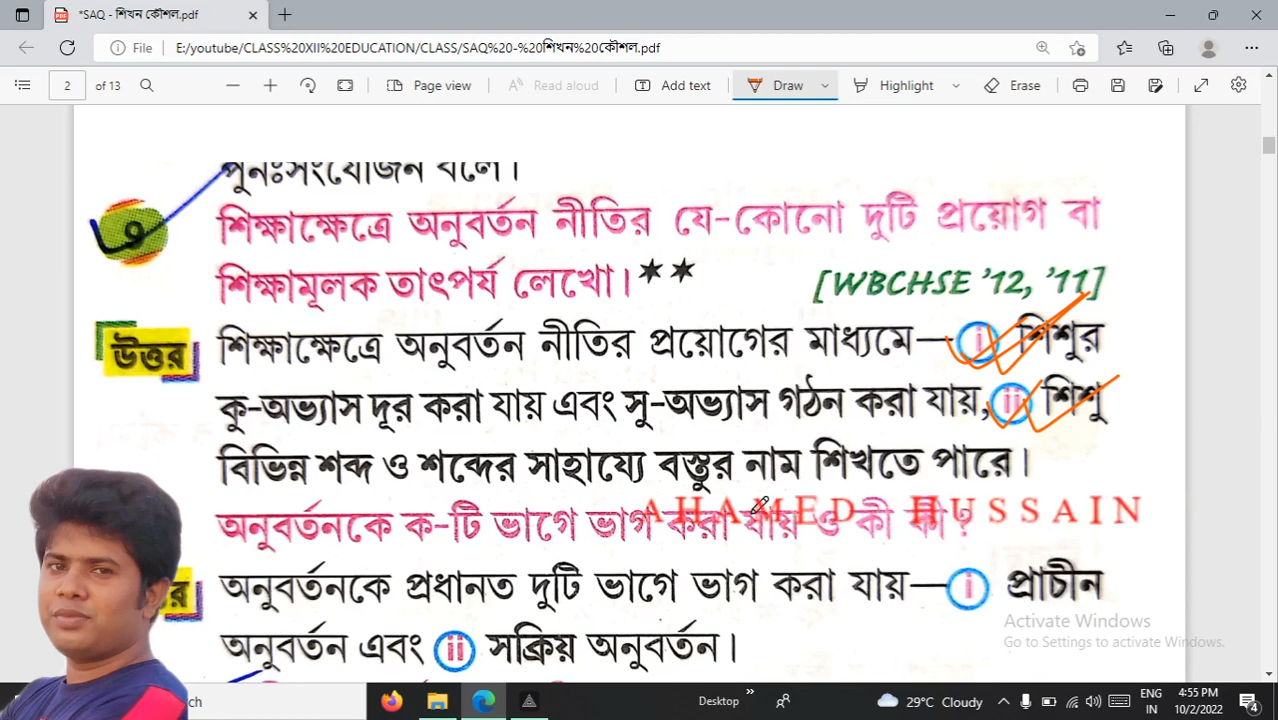 *SAQ - শিখন কৌশল.pdf
File E:/youtube/CLASS%20XII%20EDUCATION/CLASS/SAQ%20-%20শিখন%20কৌশল.pdf
2 of 13 Page view Read aloud Add text Draw Highlight Erase
পুনঃসংযোজন বলে।
৩ শিক্ষাক্ষেত্রে অনুবর্তন নীতির যে-কোনো দুটি প্রয়োগ বা
শিক্ষামূলক তাৎপর্য লেখো।★★ [WBCHSE '12, '11]
উত্তর শিক্ষাক্ষেত্রে অনুবর্তন নীতির প্রয়োগের মাধ্যমে—i শিশুর
কু-অভ্যাস দূর করা যায় এবং সু-অভ্যাস গঠন করা যায়, ii শিশু
বিভিন্ন শব্দ ও শব্দের সাহায্যে বস্তুর নাম শিখতে পারে।
AHAMED HUSSAIN
অনুবর্তনকে ক-টি ভাগে ভাগ করা যায় ও কী কী?
অনুবর্তনকে প্রধানত দুটি ভাগে ভাগ করা যায়—i প্রাচীন
অনুবর্তন এবং ii সক্রিয় অনুবর্তন।
Activate Windows
Go to Settings to activate Windows.
Desktop 29°C Cloudy ENG IN 4:55 PM 10/2/2022 4